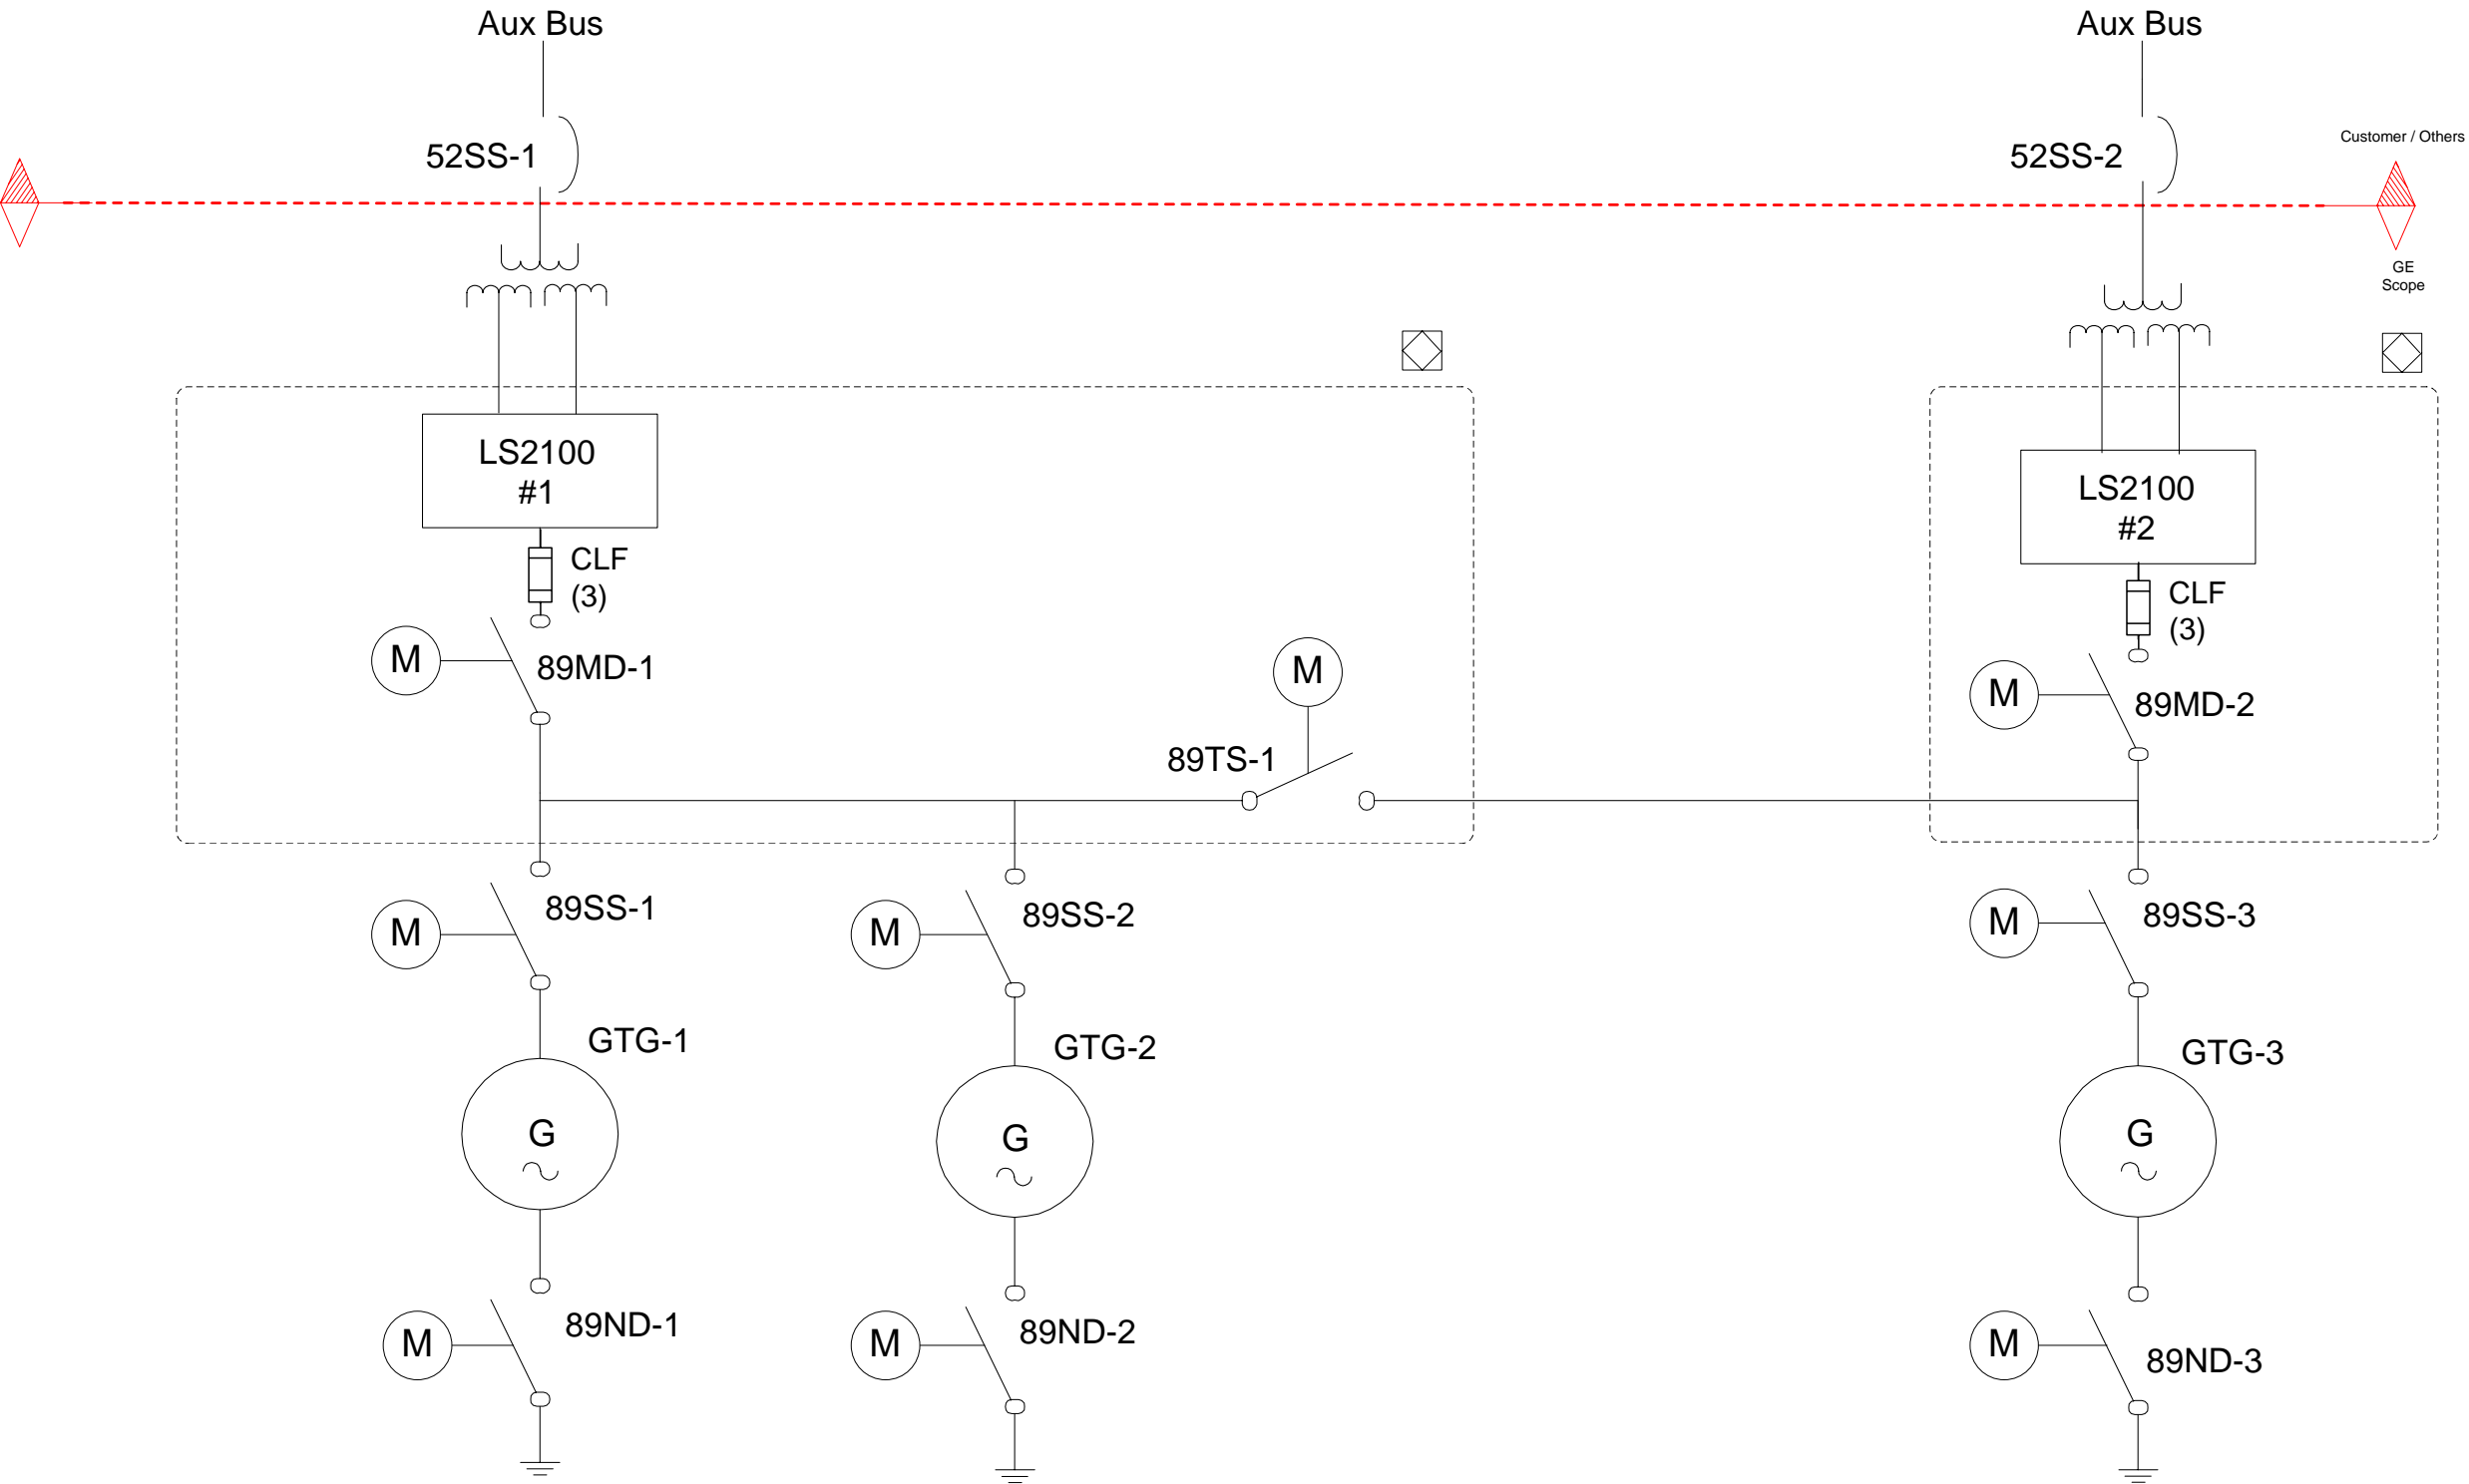 Aux Bus
Aux Bus
52SS-1
52SS-2
Customer / Others
GE
Scope
LS2100
#1
LS2100
#2
CLF
(3)
CLF
(3)
M
89MD-1
M
89TS-1
M
89MD-2
M
89SS-1
M
89SS-2
M
89SS-3
GTG-1
GTG-2
GTG-3
G
G
G
M
89ND-1
M
89ND-2
M
89ND-3